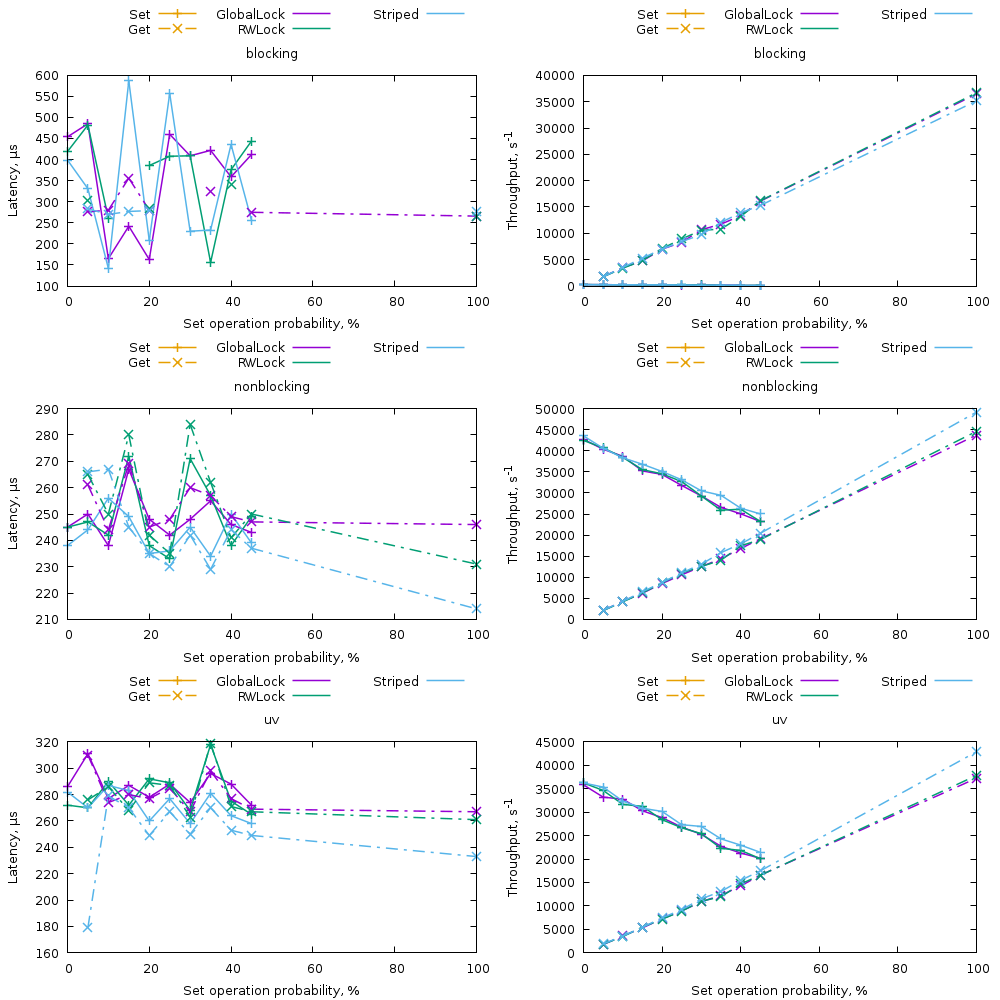 Set GlobalLock Striped
Get RWLock
blocking
Latency, µs
600
550
500
450
400
350
300
250
200
150
100
0 20 40 60 80 100
Set operation probability, %
Set GlobalLock Striped
Get RWLock
blocking
Throughput, s-1
40000
35000
30000
25000
20000
15000
10000
5000
0
0 20 40 60 80 100
Set operation probability, %
Set GlobalLock Striped
Get RWLock
nonblocking
Latency, µs
290
280
270
260
250
240
230
220
210
0 20 40 60 80 100
Set operation probability, %
Set GlobalLock Striped
Get RWLock
nonblocking
Throughput, s-1
50000
45000
40000
35000
30000
25000
20000
15000
10000
5000
0
0 20 40 60 80 100
Set operation probability, %
Set GlobalLock Striped
Get RWLock
uv
Latency, µs
320
300
280
260
240
220
200
180
160
0 20 40 60 80 100
Set operation probability, %
Set GlobalLock Striped
Get RWLock
uv
Throughput, s-1
45000
40000
35000
30000
25000
20000
15000
10000
5000
0
0 20 40 60 80 100
Set operation probability, %